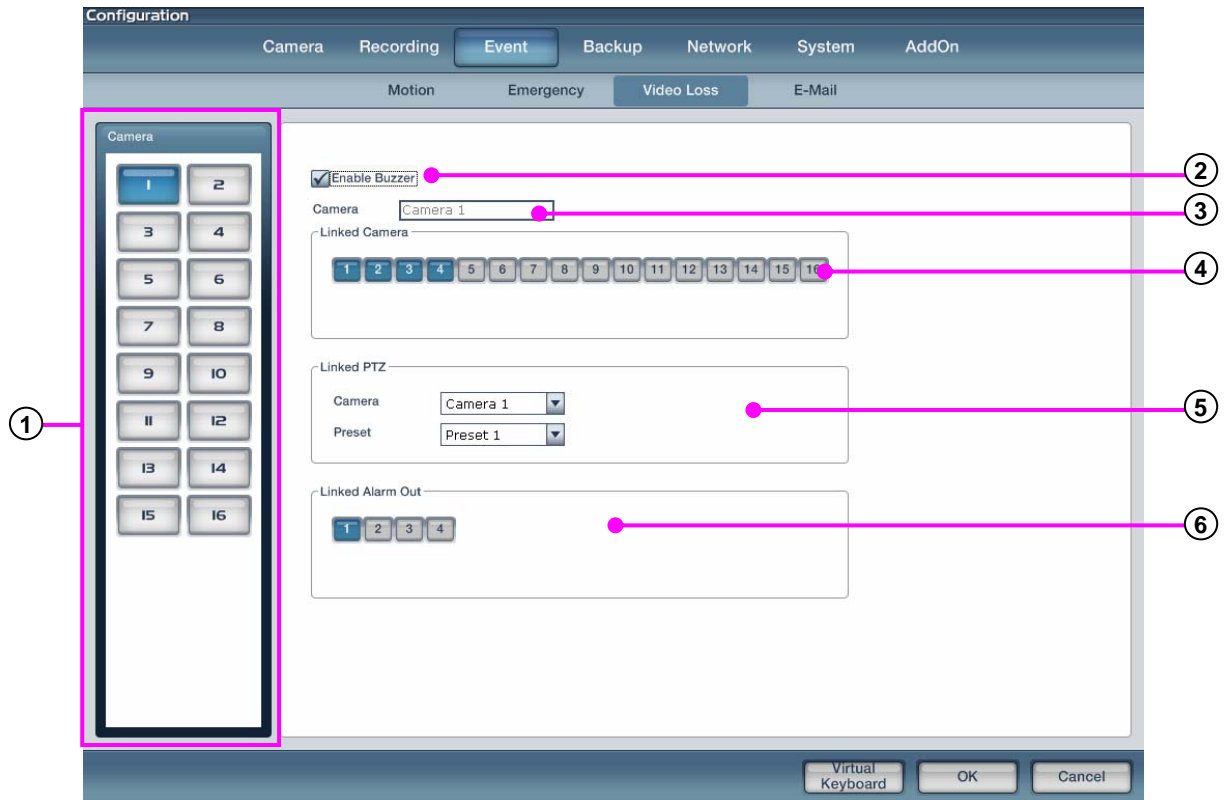 Configuration
Camera Recording Event Backup Network System AddOn
Motion Emergency Video Loss E-Mail
Camera
1 2
3 4
5 6
7 8
9 10
11 12
13 14
15 16
1
Enable Buzzer
2
Camera Camera 1
3
Linked Camera
1 2 3 4 5 6 7 8 9 10 11 12 13 14 15 16
4
Linked PTZ
Camera Camera 1
5
Preset Preset 1
Linked Alarm Out
1 2 3 4
6
Virtual
Keyboard
OK Cancel